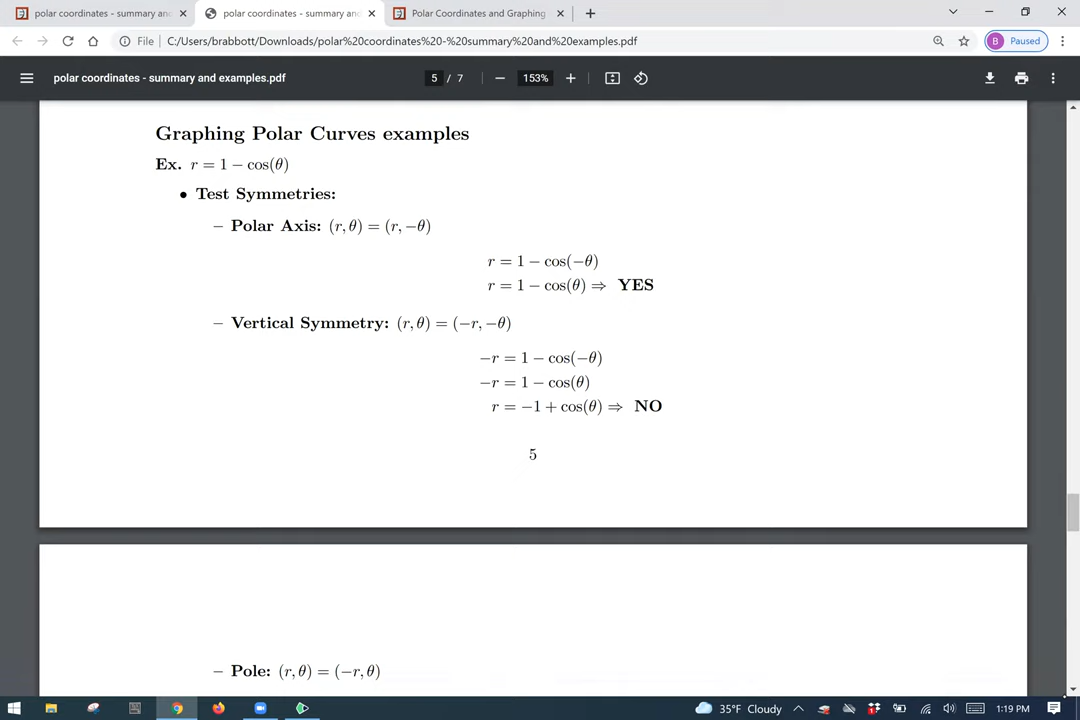 polar coordinates - summary and
polar coordinates - summary and
Polar Coordinates and Graphing
File
C:/Users/brabbott/Downloads/polar%20coordinates%20-%20summary%20and%20examples.pdf
B
Paused
polar coordinates - summary and examples.pdf
5 / 7
153%
Graphing Polar Curves examples
Ex. r = 1 − cos(θ)
• Test Symmetries:
– Polar Axis: (r, θ) = (r, −θ)
r = 1 − cos(−θ)
r = 1 − cos(θ) ⇒ YES
– Vertical Symmetry: (r, θ) = (−r, −θ)
−r = 1 − cos(−θ)
−r = 1 − cos(θ)
r = −1 + cos(θ) ⇒ NO
5
– Pole: (r, θ) = (−r, θ)
35°F Cloudy
1:19 PM